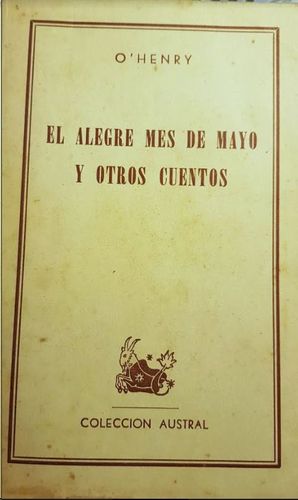 O'HENRY
EL ALEGRE MES DE MAYO
Y OTROS CUENTOS
COLECCION AUSTRAL